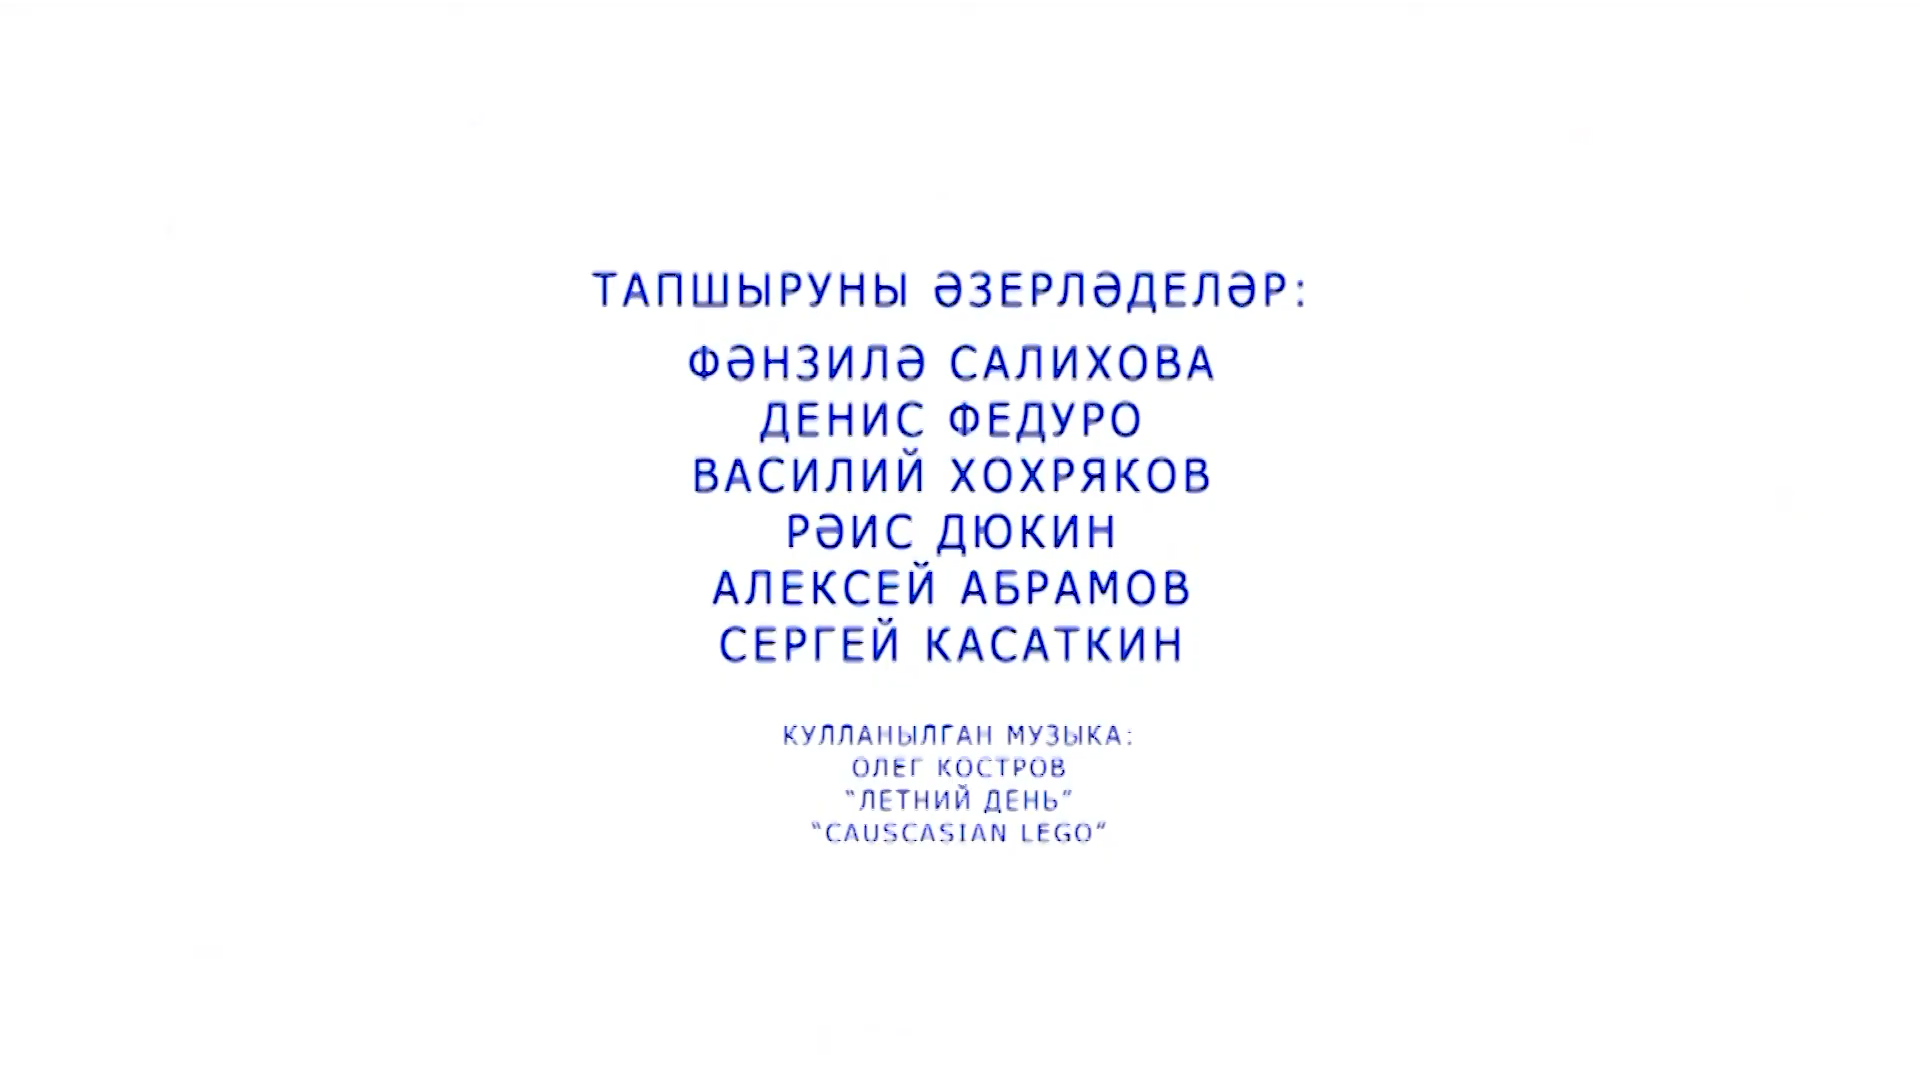 ТАПШЫРУНЫ ӘЗЕРЛӘДЕЛӘР:
ФӘНЗИЛӘ САЛИХОВА
ДЕНИС ФЕДУРО
ВАСИЛИЙ ХОХРЯКОВ
РӘИС ДЮКИН
АЛЕКСЕЙ АБРАМОВ
СЕРГЕЙ КАСАТКИН
КУЛЛАНЫЛГАН МУЗЫКА:
ОЛЕГ КОСТРОВ
“ЛЕТНИЙ ДЕНЬ”
“CAUSCASIAN LEGO”